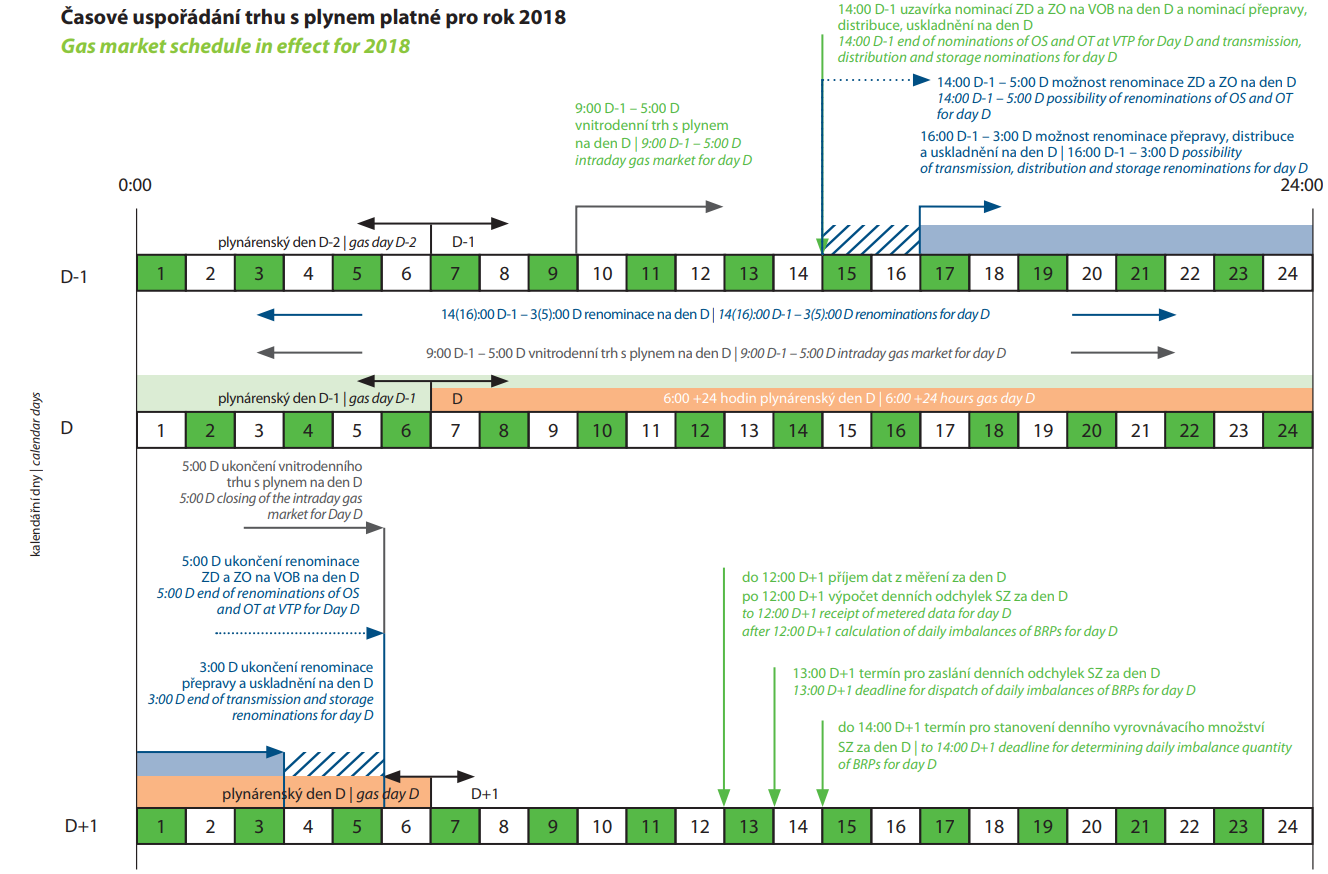 Časové uspořádání trhu s plynem platné pro rok 2018
Gas market schedule in effect for 2018
14:00 D-1 uzavírka nominací ZD a ZO na VOB na den D a nominací přepravy,
distribuce, uskladnění na den D
14:00 D-1 end of nominations of OS and OT at VTP for Day D and transmission,
distribution and storage nominations for day D
14:00 D-1 – 5:00 D možnost renominace ZD a ZO na den D
14:00 D-1 – 5:00 D possibility of renominations of OS and OT
for day D
9:00 D-1 – 5:00 D
vnitrodenní trh s plynem
na den D | 9:00 D-1 – 5:00 D
intraday gas market for day D
16:00 D-1 – 3:00 D možnost renominace přepravy, distribuce
a uskladnění na den D | 16:00 D-1 – 3:00 D possibility
of transmission, distribution and storage renominations for day D
0:00
24:00
plynárenský den D-2 | gas day D-2
D-1
D-1
1 2 3 4 5 6 7 8 9 10 11 12 13 14 15 16 17 18 19 20 21 22 23 24
14(16):00 D-1 – 3(5):00 D renominace na den D | 14(16):00 D-1 – 3(5):00 D renominations for day D
9:00 D-1 – 5:00 D vnitrodenní trh s plynem na den D | 9:00 D-1 – 5:00 D intraday gas market for day D
plynárenský den D-1 | gas day D-1
D
6:00 +24 hodin plynárenský den D | 6:00 +24 hours gas day D
kalendářní dny | calendar days
D
1 2 3 4 5 6 7 8 9 10 11 12 13 14 15 16 17 18 19 20 21 22 23 24
5:00 D ukončení vnitrodenního
trhu s plynem na den D
5:00 D closing of the intraday gas
market for Day D
5:00 D ukončení renominace
ZD a ZO na VOB na den D
5:00 D end of renominations of OS
and OT at VTP for Day D
3:00 D ukončení renominace
přepravy a uskladnění na den D
3:00 D end of transmission and storage
renominations for day D
do 12:00 D+1 příjem dat z měření za den D
po 12:00 D+1 výpočet denních odchylek SZ za den D
to 12:00 D+1 receipt of metered data for day D
after 12:00 D+1 calculation of daily imbalances of BRPs for day D
13:00 D+1 termín pro zaslání denních odchylek SZ za den D
13:00 D+1 deadline for dispatch of daily imbalances of BRPs for day D
do 14:00 D+1 termín pro stanovení denního vyrovnávacího množství
SZ za den D | to 14:00 D+1 deadline for determining daily imbalance quantity
of BRPs for day D
plynárenský den D | gas day D
D+1
D+1
1 2 3 4 5 6 7 8 9 10 11 12 13 14 15 16 17 18 19 20 21 22 23 24